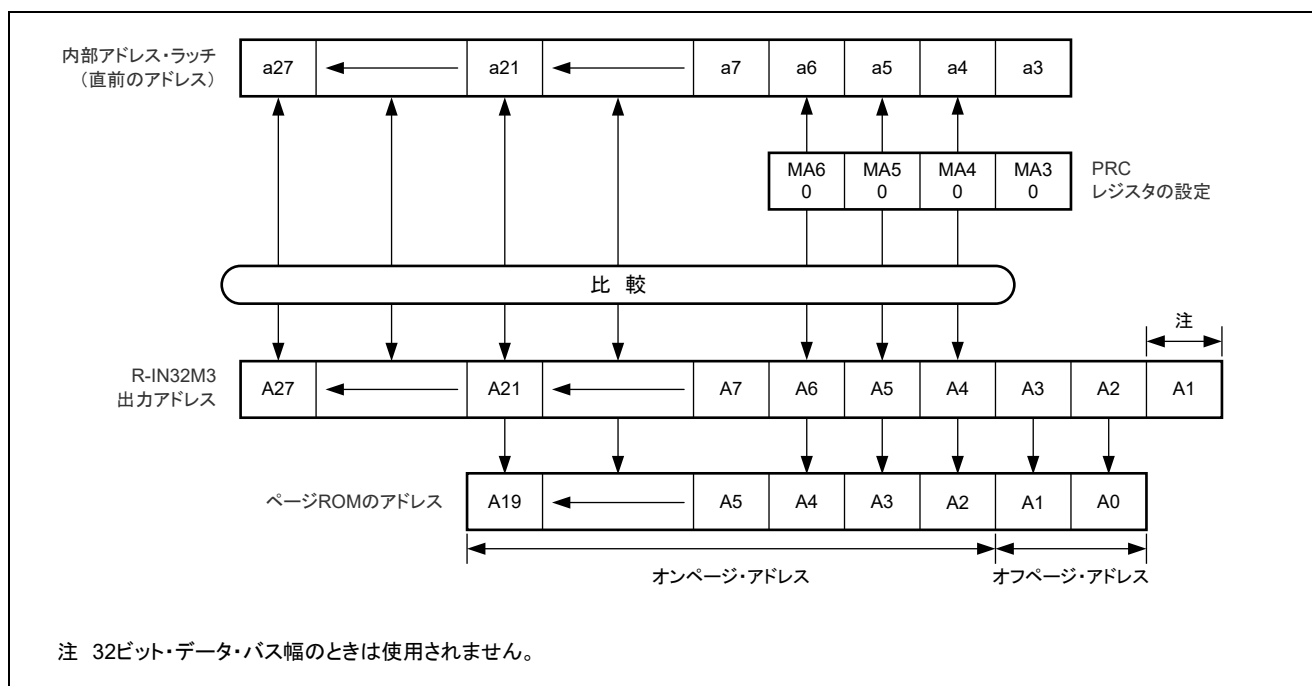 内部アドレス・ラッチ
(直前のアドレス)
a27 a21 a7 a6 a5 a4 a3
MA6 MA5 MA4 MA3
0 0 0 0
PRC
レジスタの設定
比 較
注
R-IN32M3
出力アドレス
A27 A21 A7 A6 A5 A4 A3 A2 A1
ページROMのアドレス
A19 A5 A4 A3 A2 A1 A0
オンページ・アドレス オフページ・アドレス
注 32ビット・データ・バス幅のときは使用されません。